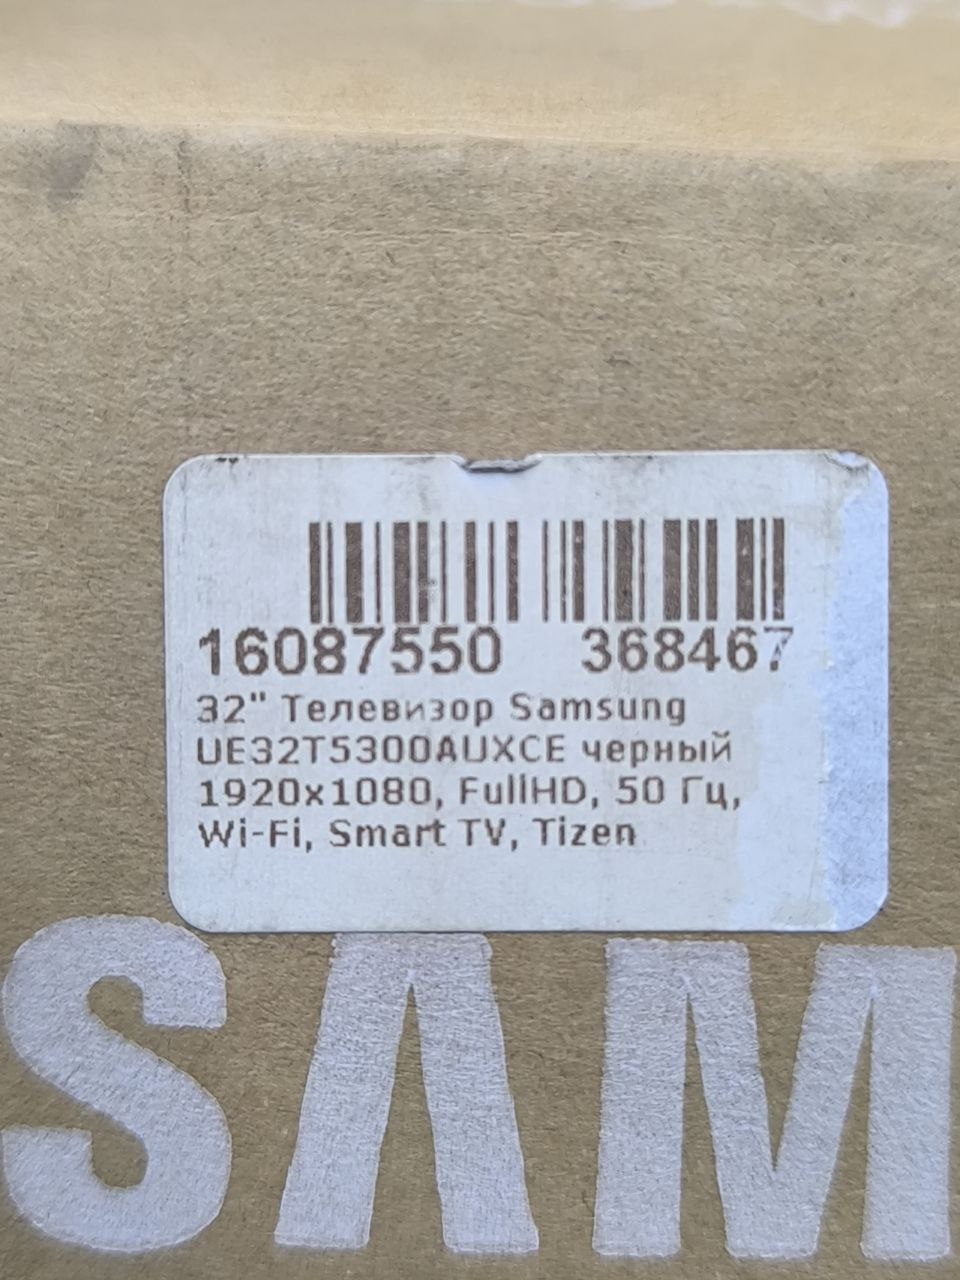 16087550 368467
32" Телевизор Samsung
UE32T5300AUXCE черный
1920x1080, FullHD, 50 Гц,
Wi-Fi, Smart TV, Tizen
SAM